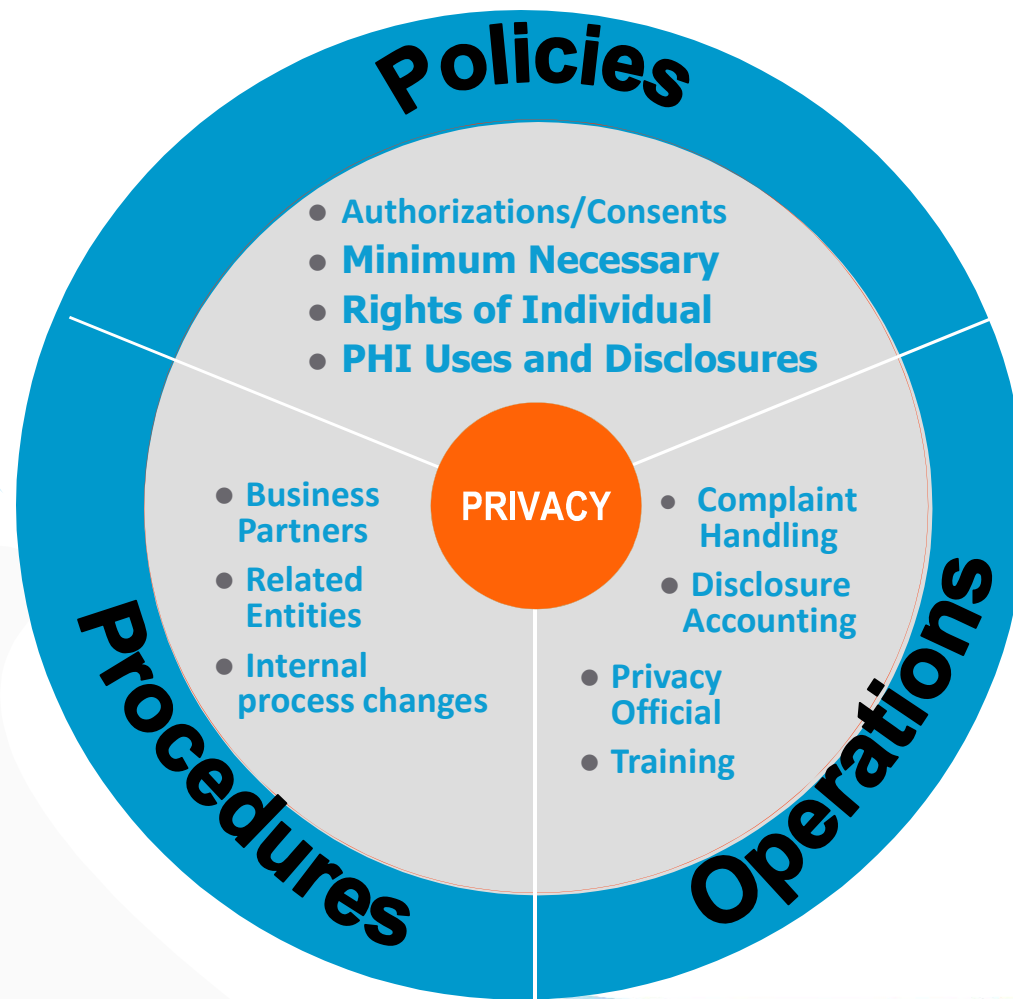 Policies
• Authorizations/Consents
• Minimum Necessary
• Rights of Individual
• PHI Uses and Disclosures
PRIVACY
• Business
Partners
• Related
Entities
• Internal
process changes
Procedures
• Complaint
Handling
• Disclosure
Accounting
• Privacy
Official
• Training
Operations